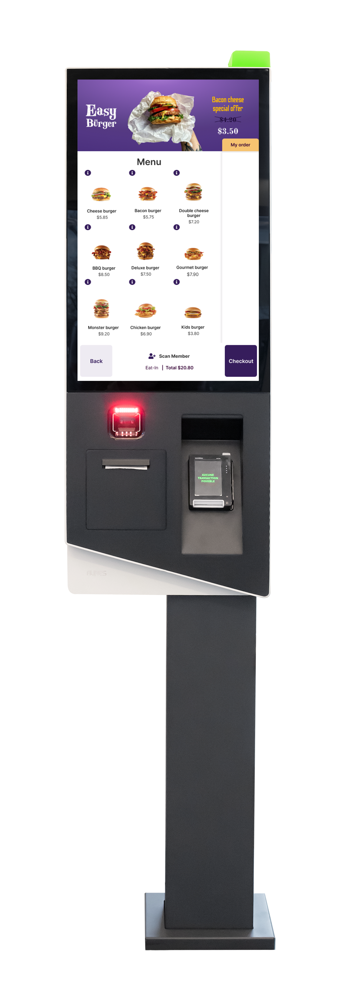 Easy
Bürger
Bacon cheese
special offer
$4.20
$3.50
My order
Menu
Cheese burger
$5.85
Bacon burger
$5.75
Double cheese
burger
$7.20
BBQ burger
$8.50
Deluxe burger
$7.50
Gourmet burger
$7.90
Monster burger
$9.20
Chicken burger
$6.90
Kids burger
$3.80
Back
Scan Member
Eat-In | Total $20.80
Checkout
AUCUNE
TRANSACTION
POSSIBLE